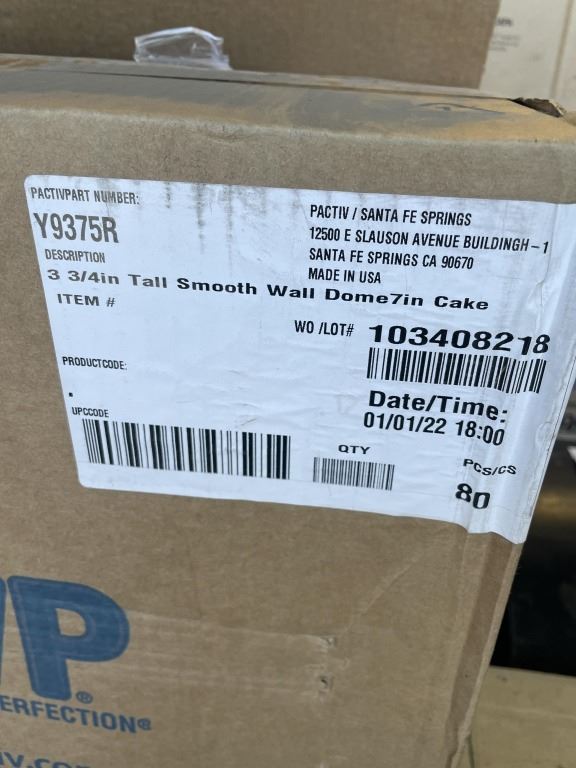 PACTIVPART NUMBER:
Y9375R
DESCRIPTION
3 3/4in Tall Smooth Wall Dome7in Cake
ITEM #
PACTIV / SANTA FE SPRINGS
12500 E SLAUSON AVENUE BUILDINGH-1
SANTA FE SPRINGS CA 90670
MADE IN USA
WO /LOT# 103408218
PRODUCTCODE:
.
Date/Time:
01/01/22 18:00
UPCCODE
QTY
PCS/CS
80
P®
ERFECTION®